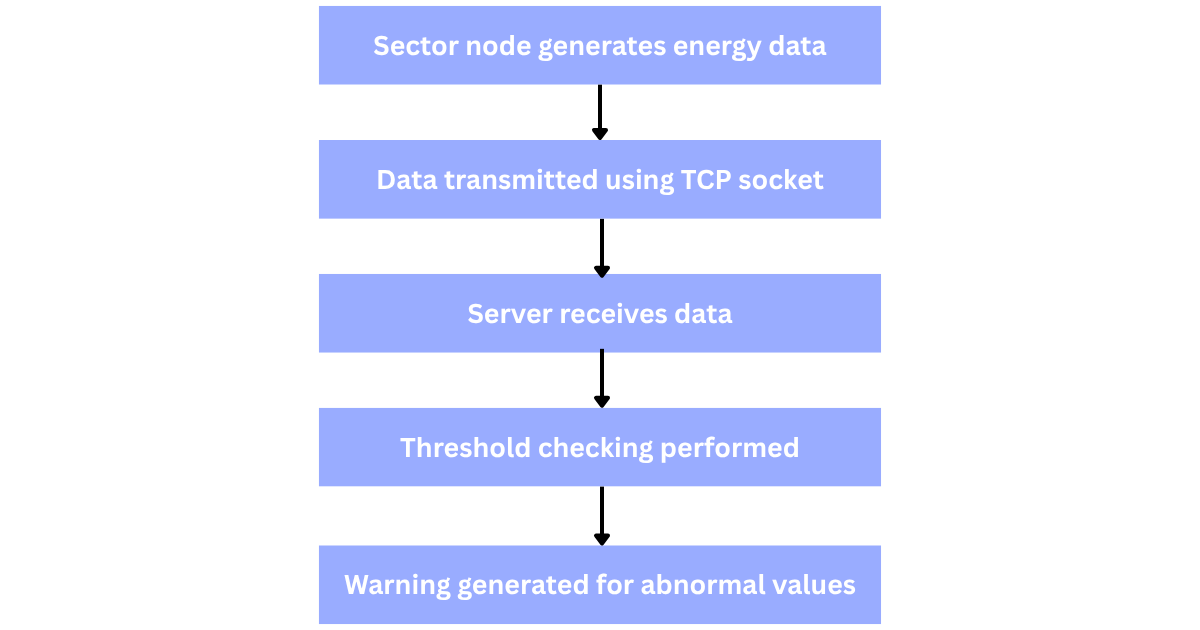 Sector node generates energy data
Data transmitted using TCP socket
Server receives data
Threshold checking performed
Warning generated for abnormal values